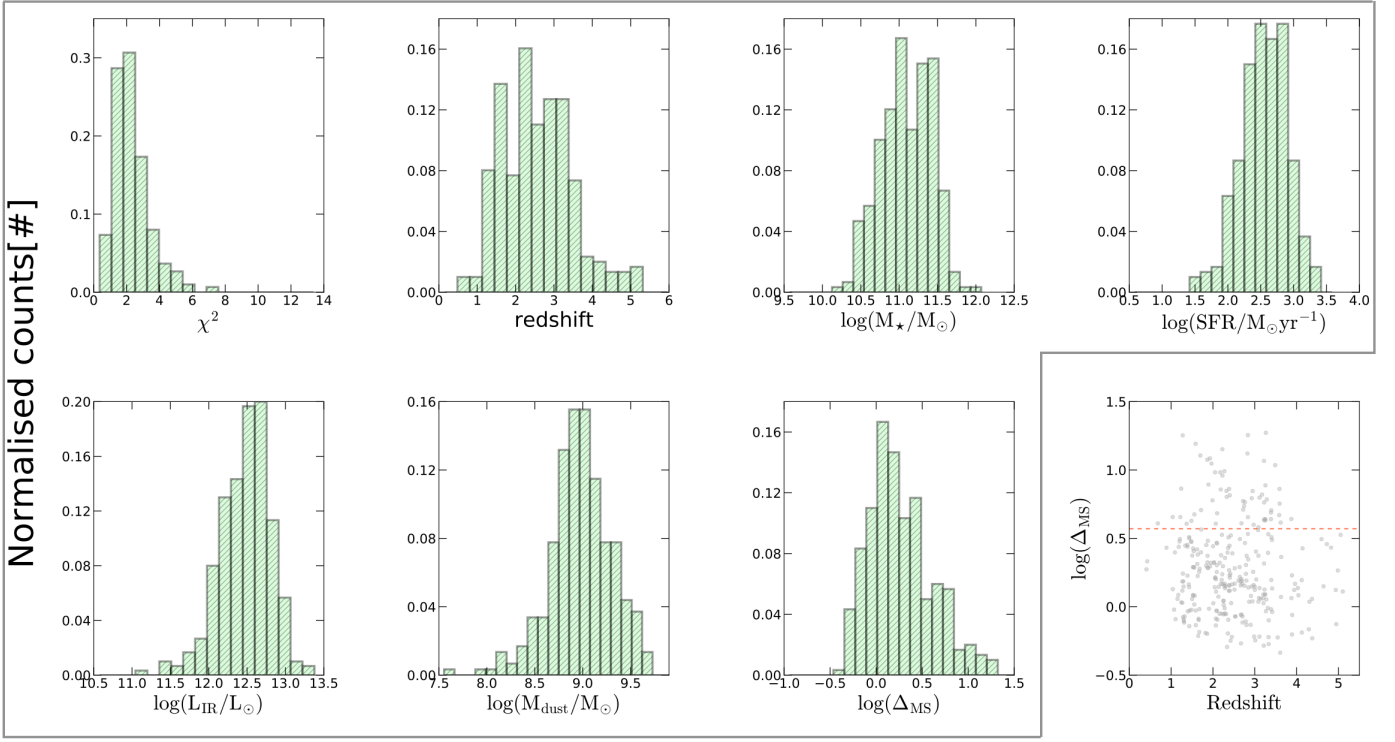 Normalised counts[#]
0.3
0.2
0.1
0.0
0 2 4 6 8 10 12 14
χ²
0.16
0.12
0.08
0.04
0.00
0 1 2 3 4 5 6
redshift
0.16
0.12
0.08
0.04
0.00
9.5 10.0 10.5 11.0 11.5 12.0 12.5
log(M⋆/M⊙)
0.16
0.12
0.08
0.04
0.00
0.5 1.0 1.5 2.0 2.5 3.0 3.5 4.0
log(SFR/M⊙yr⁻¹)
0.20
0.16
0.12
0.08
0.04
0.00
10.5 11.0 11.5 12.0 12.5 13.0 13.5
log(L_IR/L⊙)
0.16
0.12
0.08
0.04
0.00
7.5 8.0 8.5 9.0 9.5
log(M_dust/M⊙)
0.16
0.12
0.08
0.04
0.00
−1.0 −0.5 0.0 0.5 1.0 1.5
log(Δ_MS)
log(Δ_MS)
1.5
1.0
0.5
0.0
−0.5
0 1 2 3 4 5
Redshift